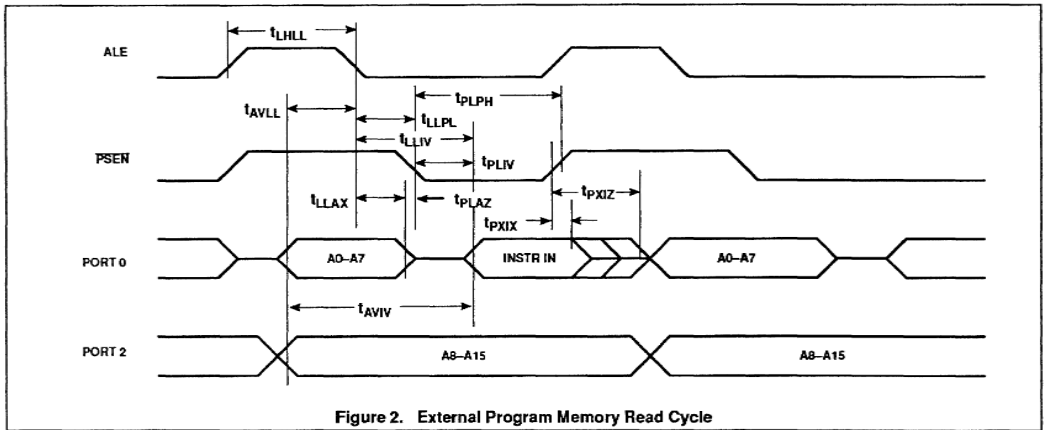 ALE
tLHLL
tAVLL
tPLPH
tLLPL
tLLIV
PSEN
tPLIV
tLLAX
tPLAZ
tPXIZ
tPXIX
PORT 0
A0–A7
INSTR IN
A0–A7
tAVIV
PORT 2
A8–A15
A8–A15
Figure 2. External Program Memory Read Cycle